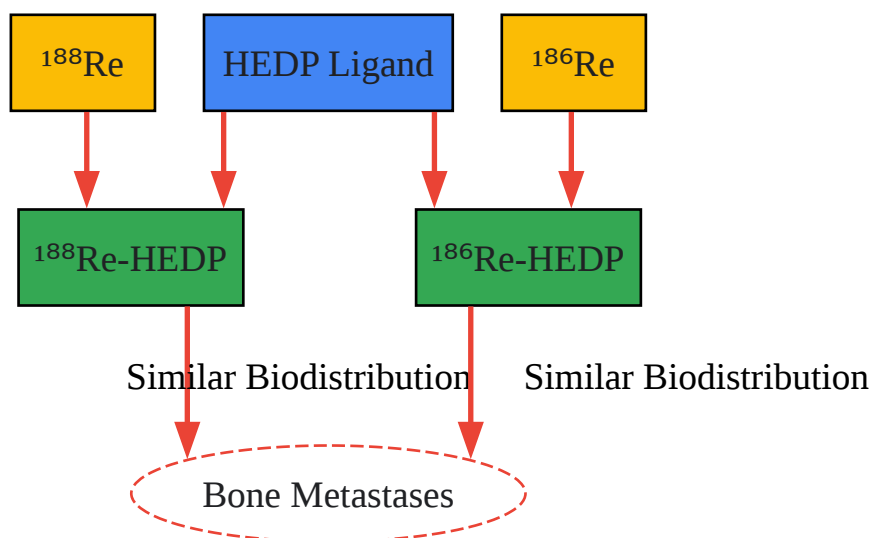 ¹⁸⁸Re
HEDP Ligand
¹⁸⁶Re
¹⁸⁸Re-HEDP
¹⁸⁶Re-HEDP
Similar Biodistribution
Similar Biodistribution
Bone Metastases